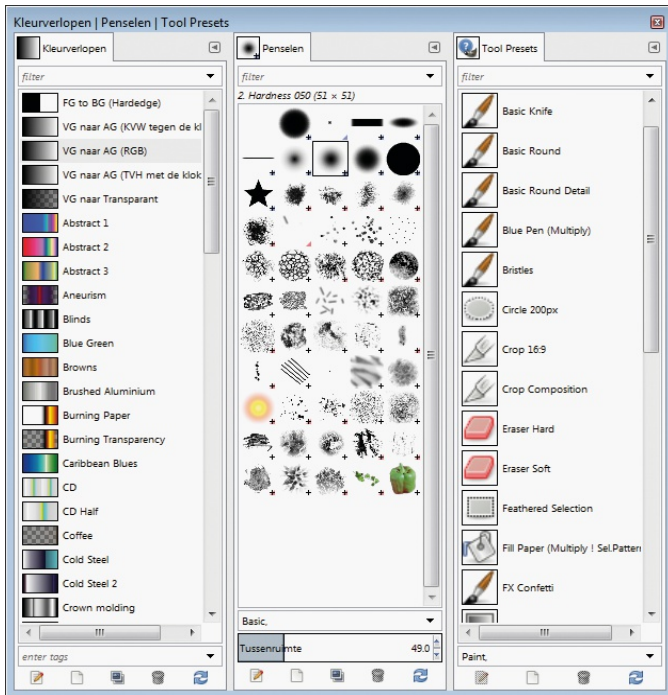 Kleurverlopen | Penselen | Tool Presets
Kleurverlopen
filter
FG to BG (Hardedge)
VG naar AG (KVW tegen de kl
VG naar AG (RGB)
VG naar AG (TVH met de klok
VG naar Transparant
Abstract 1
Abstract 2
Abstract 3
Aneurism
Blinds
Blue Green
Browns
Brushed Aluminium
Burning Paper
Burning Transparency
Caribbean Blues
CD
CD Half
Coffee
Cold Steel
Cold Steel 2
Crown molding
enter tags
Penselen
filter
2. Hardness 050 (51 × 51)
Basic,
Tussenruimte 49.0
Tool Presets
filter
Basic Knife
Basic Round
Basic Round Detail
Blue Pen (Multiply)
Bristles
Circle 200px
Crop 16:9
Crop Composition
Eraser Hard
Eraser Soft
Feathered Selection
Fill Paper (Multiply ! Sel.Pattern
FX Confetti
Paint,